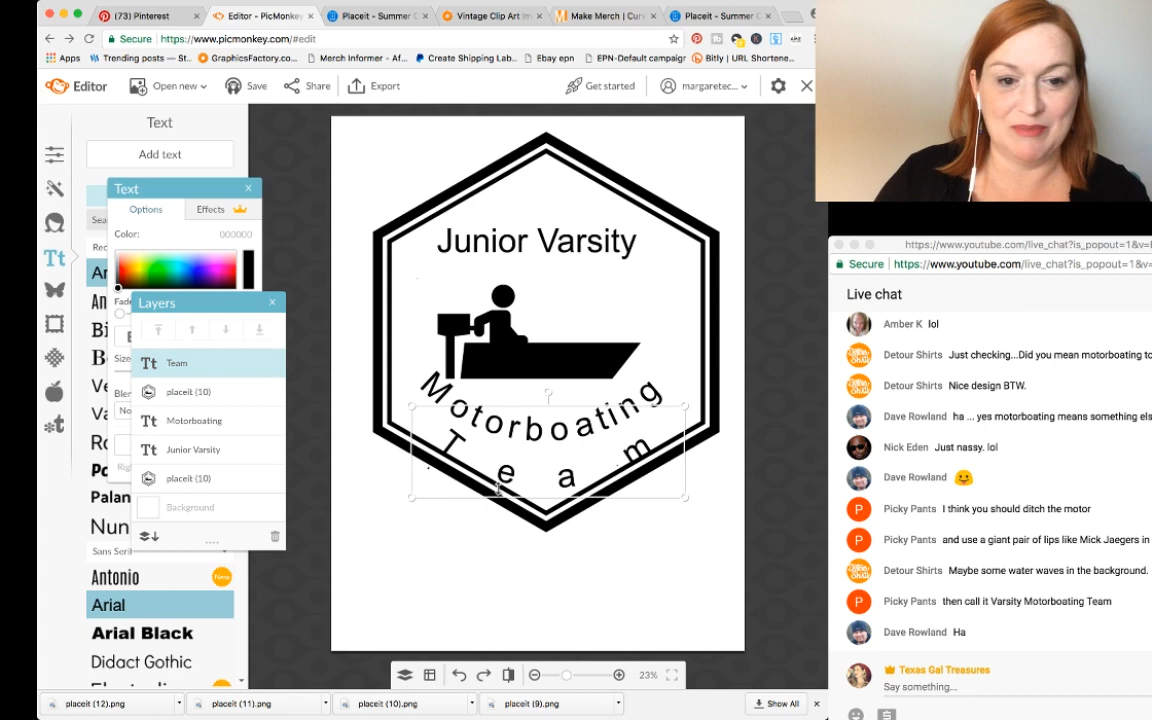 (73) Pinterest
Editor - PicMonkey
Placeit - Summer C
Vintage Clip Art
Make Merch | Cur
Placeit - Summer
Secure https://www.picmonkey.com/#edit
Apps
Trending posts — St...
GraphicsFactory.co...
Merch Informer - Af...
Create Shipping Lab...
Ebay epn
EPN-Default campaign
Bitly | URL Shortene...
Editor
Open new
Save
Share
Export
Get started
margaretec...
Text
Add text
Text
Options
Effects
Color:
000000
Layers
Team
placeit (10)
Motorboating
Junior Varsity
placeit (10)
Background
Palan
Nun
Sans Serif
Antonio
New
Arial
Arial Black
Didact Gothic
Junior Varsity
Motorboating
Team
23%
placeit (12).png
placeit (11).png
placeit (10).png
placeit (9).png
Show All
https://www.youtube.com/live_chat?is_popout=1&v=
Secure https://www.youtube.com/live_chat?is_popout=1&v=
Live chat
Amber K lol
Detour Shirts Just checking...Did you mean motorboating to
Detour Shirts Nice design BTW.
Dave Rowland ha ... yes motorboating means something els
Nick Eden Just nassy. lol
Dave Rowland
Picky Pants I think you should ditch the motor
Picky Pants and use a giant pair of lips like Mick Jaegers in
Detour Shirts Maybe some water waves in the background.
Picky Pants then call it Varsity Motorboating Team
Dave Rowland Ha
Texas Gal Treasures
Say something...